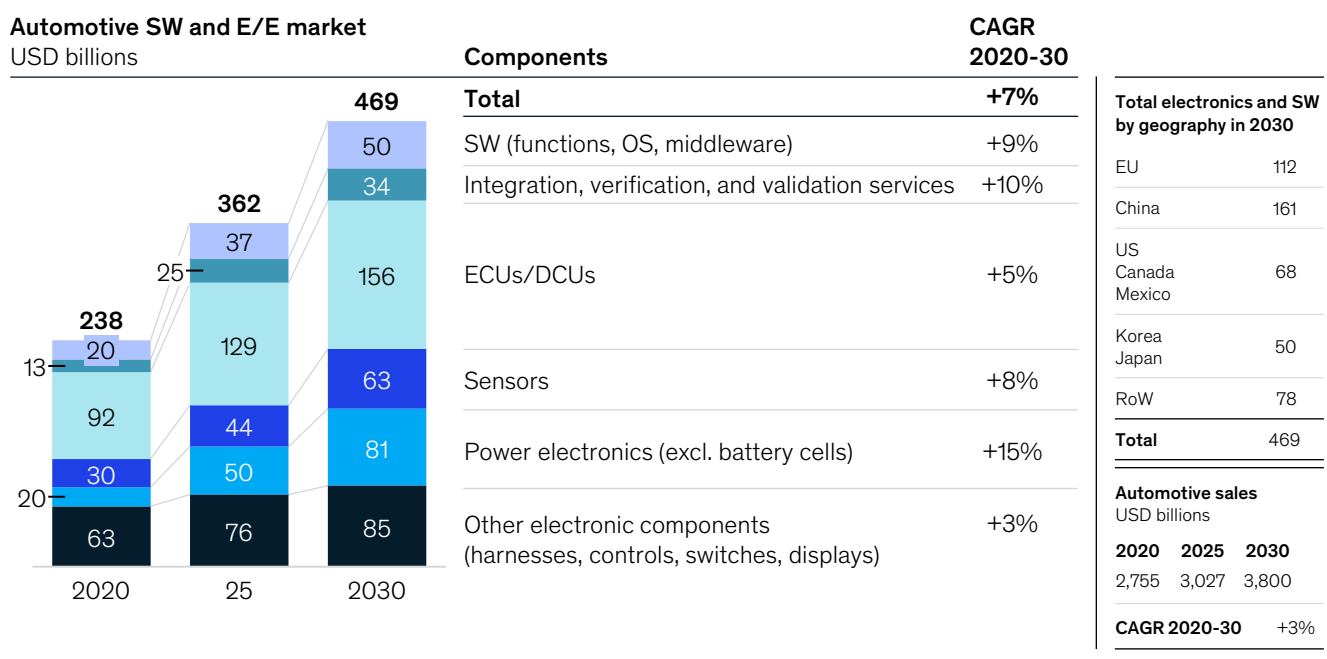 Automotive SW and E/E market
USD billions
Components
CAGR
2020-30
469
Total
+7%
50
SW (functions, OS, middleware)
+9%
34
Integration, verification, and validation services
+10%
362
37
25
156
ECUs/DCUs
+5%
238
20
13
129
92
63
Sensors
+8%
44
30
81
Power electronics (excl. battery cells)
+15%
50
20
85
Other electronic components
(harnesses, controls, switches, displays)
+3%
76
63
2020
25
2030
Total electronics and SW
by geography in 2030
EU 112
China 161
US
Canada 68
Mexico
Korea
Japan
50
RoW 78
Total 469
Automotive sales
USD billions
2020 2025 2030
2,755 3,027 3,800
CAGR 2020-30 +3%